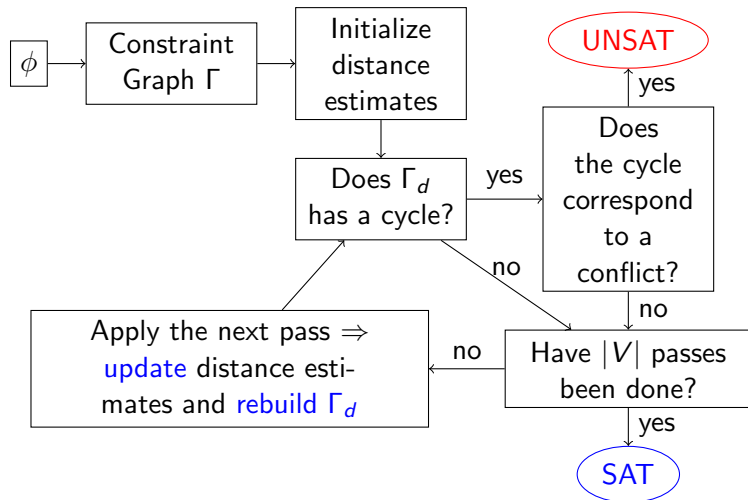 ϕ
Constraint
Graph Γ
Initialize
distance
estimates
UNSAT
yes
Does Γ_d
has a cycle?
yes
Does
the cycle
correspond
to a
conflict?
no
no
Apply the next pass ⇒
update distance esti-
mates and rebuild Γ_d
no
Have |V| passes
been done?
yes
SAT